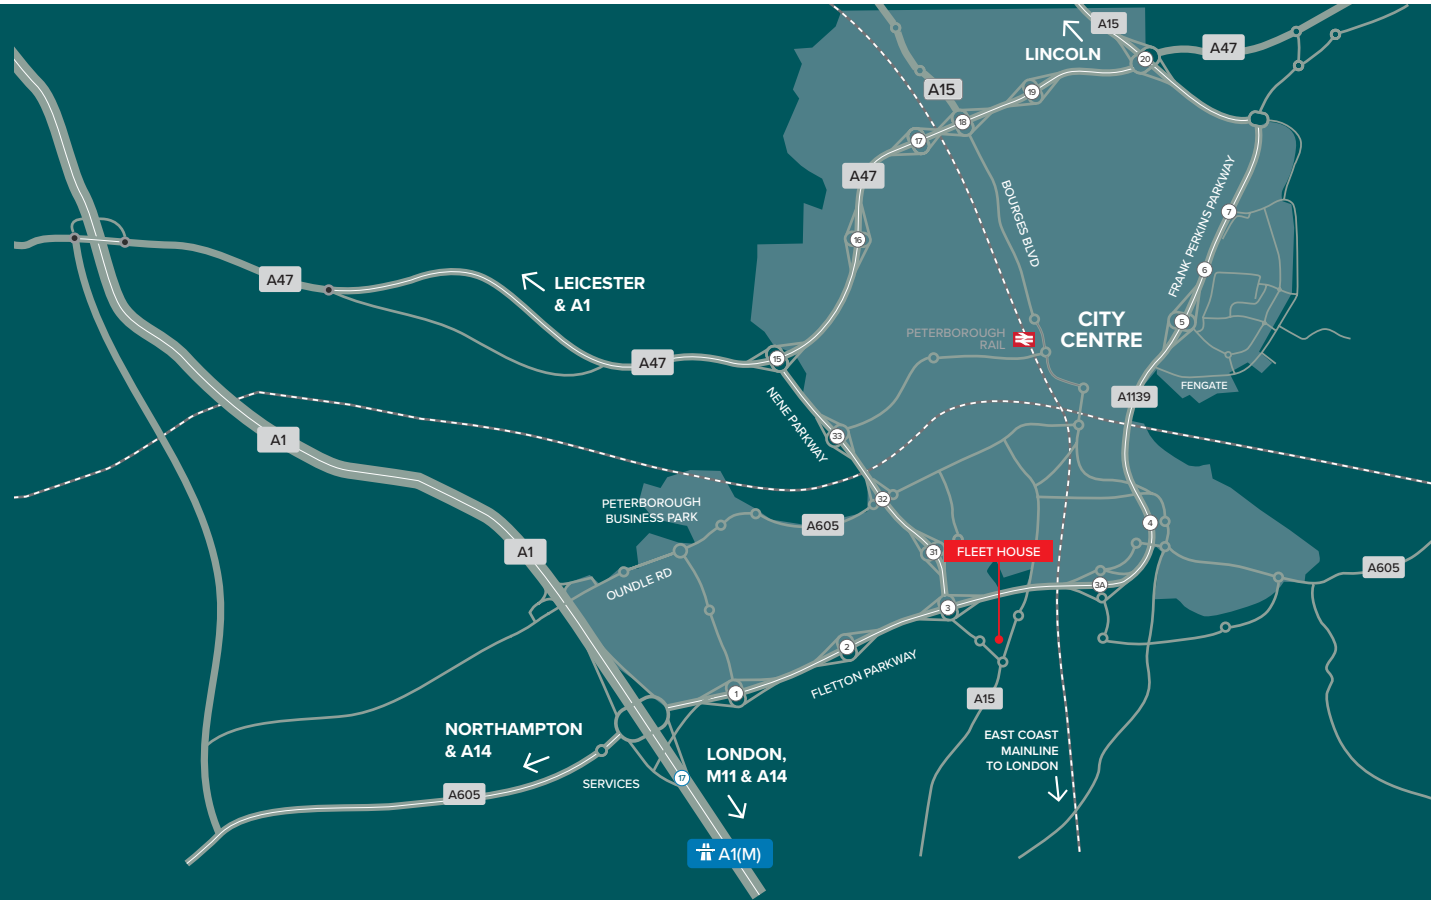 A15
LINCOLN
A47
20
A15
19
18
17
A47
BOURGES BLVD
FRANK PERKINS PARKWAY
7
16
6
A47
LEICESTER
& A1
CITY
CENTRE
5
PETERBOROUGH
RAIL
A47
15
FENGATE
A1139
NENE PARKWAY
A1
33
PETERBOROUGH
BUSINESS PARK
32
A605
4
A1
31
FLEET HOUSE
A605
OUNDLE RD
3A
3
2
FLETTON PARKWAY
1
A15
NORTHAMPTON
& A14
EAST COAST
MAINLINE
TO LONDON
LONDON,
M11 & A14
17
SERVICES
A605
A1(M)